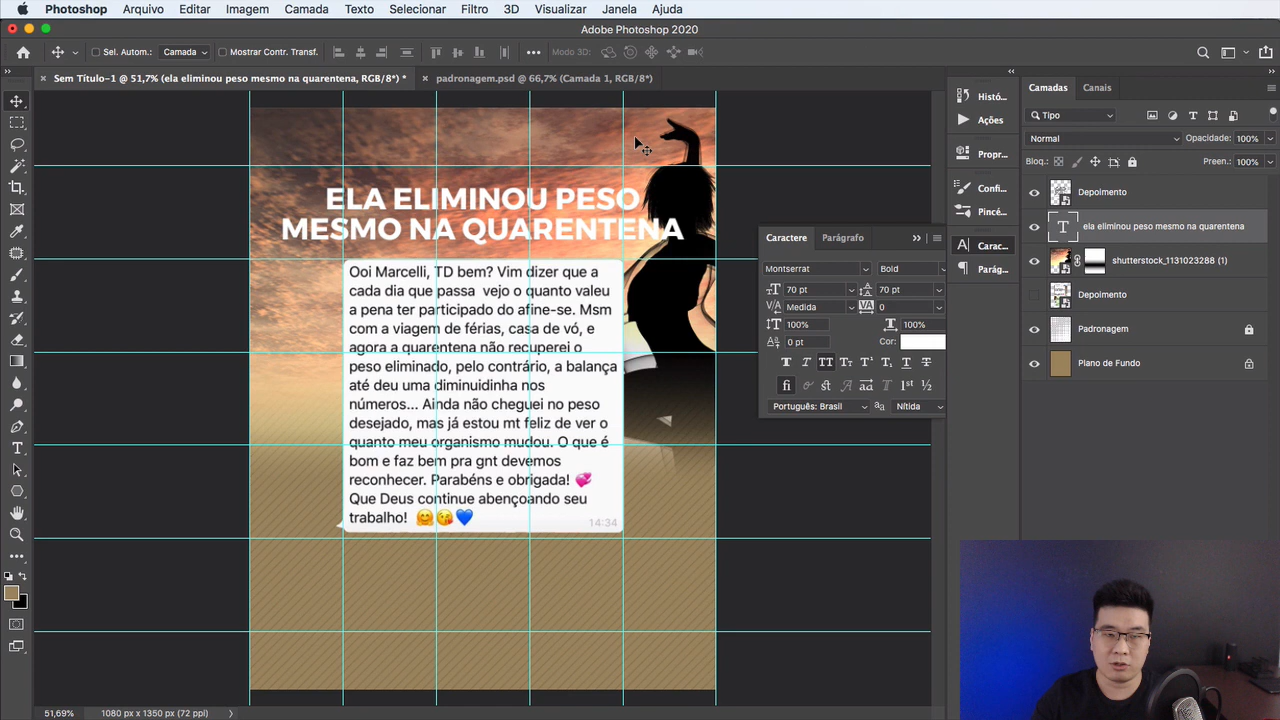 Photoshop Arquivo Editar Imagem Camada Texto Selecionar Filtro 3D Visualizar Janela Ajuda
Adobe Photoshop 2020
Sel. Autom.: Camada Mostrar Contr. Transf. Modo 3D:
Sem Título-1 @ 51,7% (ela eliminou peso mesmo na quarentena, RGB/8*) *
padronagem.psd @ 66,7% (Camada 1, RGB/8*)
ELA ELIMINOU PESO
MESMO NA QUARENTENA
Ooi Marcelli, TD bem? Vim dizer que a
cada dia que passa vejo o quanto valeu
a pena ter participado do afine-se. Msm
com a viagem de férias, casa de vó, e
agora a quarentena não recuperei o
peso eliminado, pelo contrário, a balança
até deu uma diminuidinha nos
números... Ainda não cheguei no peso
desejado, mas já estou mt feliz de ver o
quanto meu organismo mudou. O que é
bom e faz bem pra gnt devemos
reconhecer. Parabéns e obrigada! 💞
Que Deus continue abençoando seu
trabalho! 🤗😘💙
14:34
Caractere Parágrafo
Montserrat Bold
70 pt 70 pt
Medida 0
100% 100%
0 pt Cor:
Português: Brasil Nítida
Histó...
Ações
Propr...
Confi...
Pincé...
Carac...
Parág...
Camadas Canais
Tipo
Normal Opacidade: 100%
Bloq.: Preen.: 100%
Depoimento
ela eliminou peso mesmo na quarentena
shutterstock_1131023288 (1)
Depoimento
Padronagem
Plano de Fundo
51,69% 1080 px x 1350 px (72 ppi)